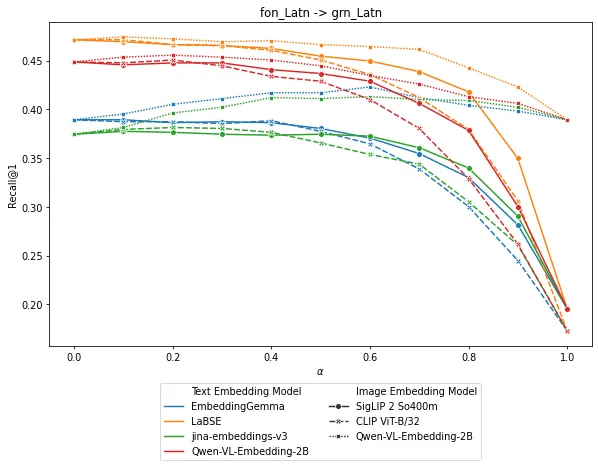 fon_Latn -> grn_Latn
Recall@1
0.45
0.40
0.35
0.30
0.25
0.20
0.0 0.2 0.4 0.6 0.8 1.0
α
Text Embedding Model Image Embedding Model
EmbeddingGemma SigLIP 2 So400m
LaBSE CLIP ViT-B/32
jina-embeddings-v3 Qwen-VL-Embedding-2B
Qwen-VL-Embedding-2B